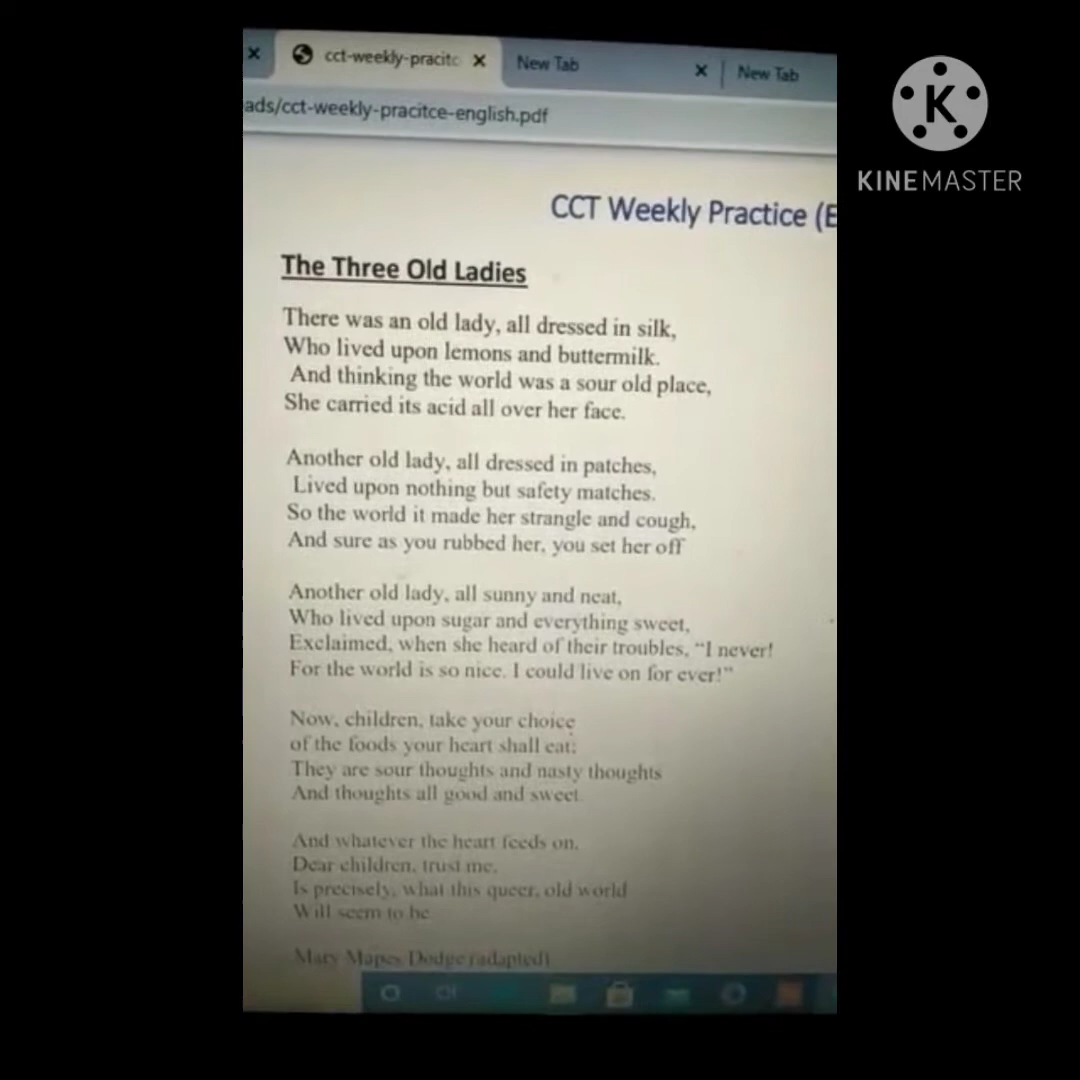 cct-weekly-pracitc
New Tab
New Tab
ads/cct-weekly-pracitce-english.pdf
K
KINEMASTER
CCT Weekly Practice (E
The Three Old Ladies
There was an old lady, all dressed in silk,
Who lived upon lemons and buttermilk.
And thinking the world was a sour old place,
She carried its acid all over her face.
Another old lady, all dressed in patches,
Lived upon nothing but safety matches.
So the world it made her strangle and cough,
And sure as you rubbed her, you set her off
Another old lady, all sunny and neat,
Who lived upon sugar and everything sweet,
Exclaimed, when she heard of their troubles, “I never!
For the world is so nice. I could live on for ever!”
Now, children, take your choice
of the foods your heart shall eat;
They are sour thoughts and nasty thoughts
And thoughts all good and sweet.
And whatever the heart feeds on,
Dear children, trust me,
Is precisely, what this queer, old world
Will seem to be
Mary Mapes Dodge (adapted)